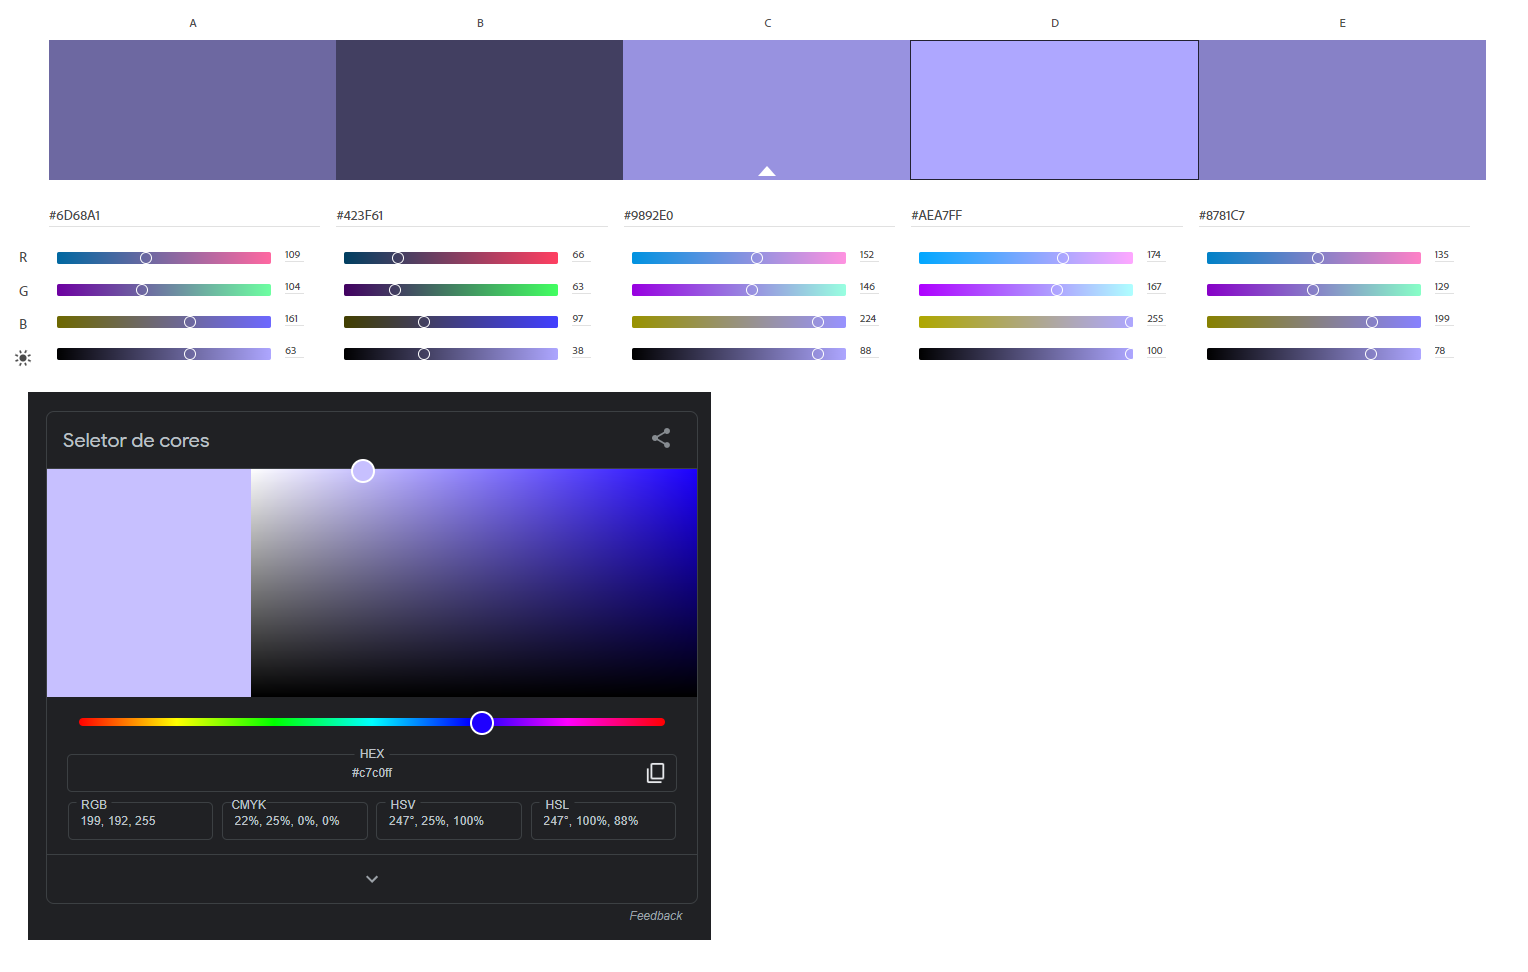 A B C D E
#6D68A1 #423F61 #9892E0 #AEA7FF #8781C7
R 109 66 152 174 135
G 104 63 146 167 129
B 161 97 224 255 199
63 38 88 100 78
Seletor de cores
HEX
#c7c0ff
RGB CMYK HSV HSL
199, 192, 255 22%, 25%, 0%, 0% 247°, 25%, 100% 247°, 100%, 88%
Feedback